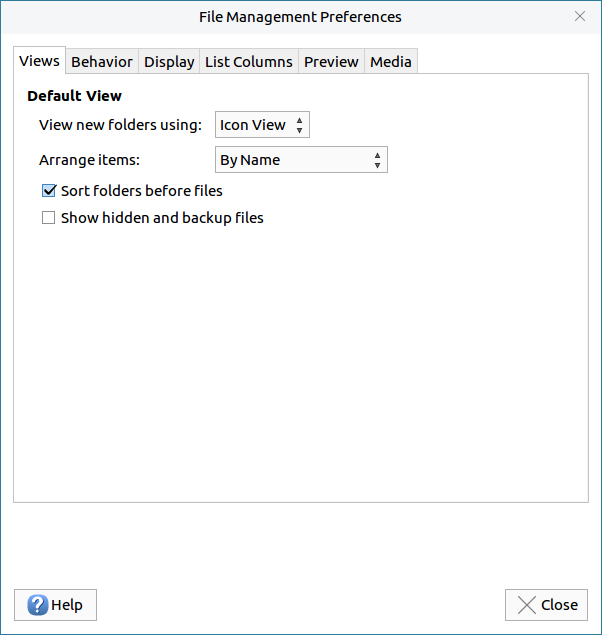 File Management Preferences
Views Behavior Display List Columns Preview Media
Default View
View new folders using: Icon View
Arrange items: By Name
Sort folders before files
Show hidden and backup files
Help Close